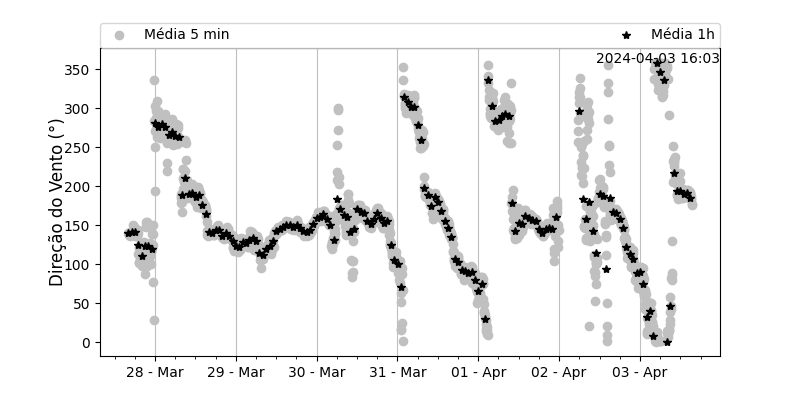 Média 5 min
Média 1h
2024-04-03 16:03
Direção do Vento (°)
350
300
250
200
150
100
50
0
28 - Mar
29 - Mar
30 - Mar
31 - Mar
01 - Apr
02 - Apr
03 - Apr